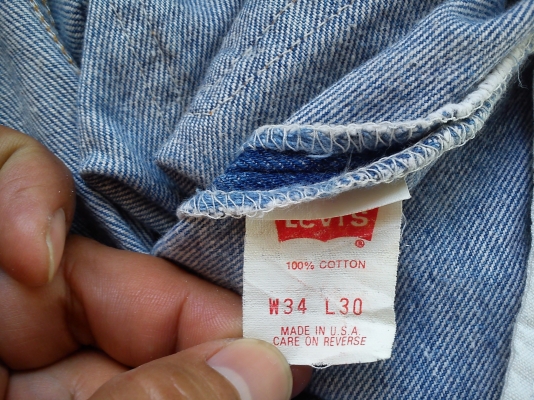 LEVI'S
®
100% COTTON
W34 L30
MADE IN U.S.A.
CARE ON REVERSE